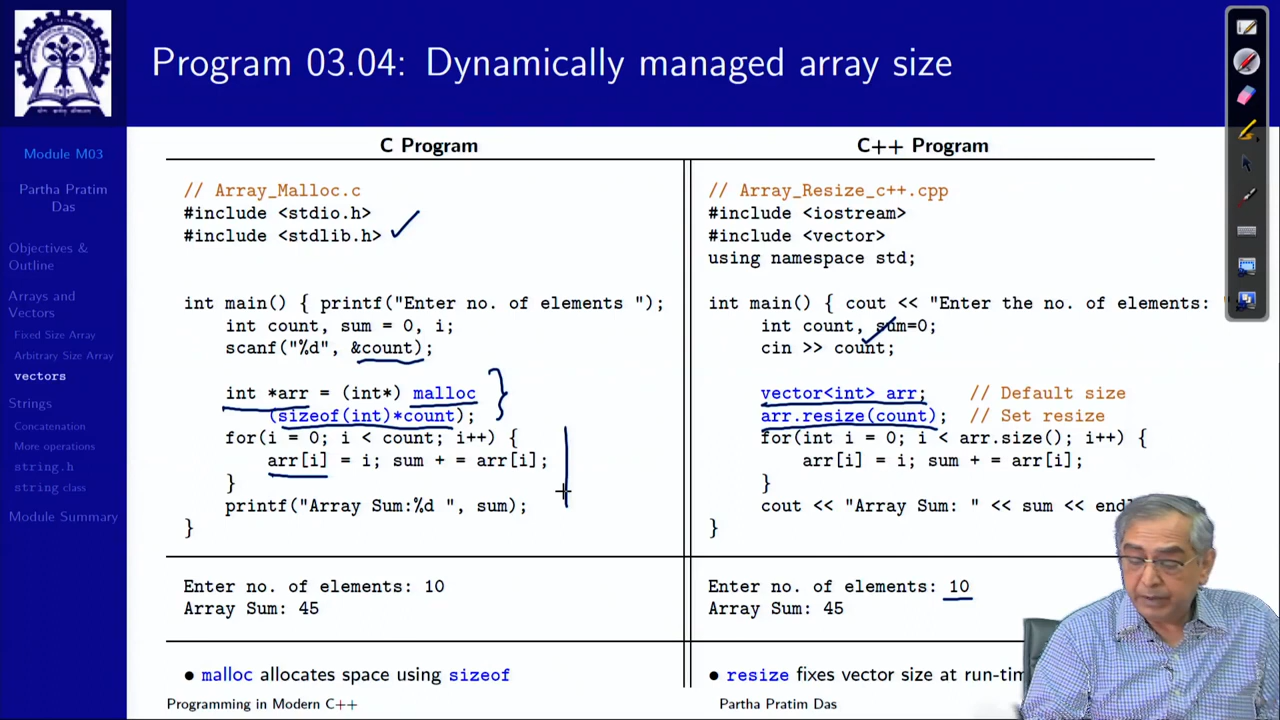 Program 03.04: Dynamically managed array size
Module M03
Partha Pratim
Das
Objectives &
Outline
Arrays and
Vectors
Fixed Size Array
Arbitrary Size Array
vectors
Strings
Concatenation
More operations
string.h
string class
Module Summary
C Program
// Array_Malloc.c
#include <stdio.h>
#include <stdlib.h>
int main() { printf("Enter no. of elements ");
int count, sum = 0, i;
scanf("%d", &count);
int *arr = (int*) malloc
(sizeof(int)*count);
for(i = 0; i < count; i++) {
arr[i] = i; sum + = arr[i];
}
printf("Array Sum:%d ", sum);
}
Enter no. of elements: 10
Array Sum: 45
● malloc allocates space using sizeof
C++ Program
// Array_Resize_c++.cpp
#include <iostream>
#include <vector>
using namespace std;
int main() { cout << "Enter the no. of elements: "
int count, sum=0;
cin >> count;
vector<int> arr; // Default size
arr.resize(count); // Set resize
for(int i = 0; i < arr.size(); i++) {
arr[i] = i; sum + = arr[i];
}
cout << "Array Sum: " << sum << endl
}
Enter no. of elements: 10
Array Sum: 45
● resize fixes vector size at
Programming in Modern C++
Partha Pratim Das